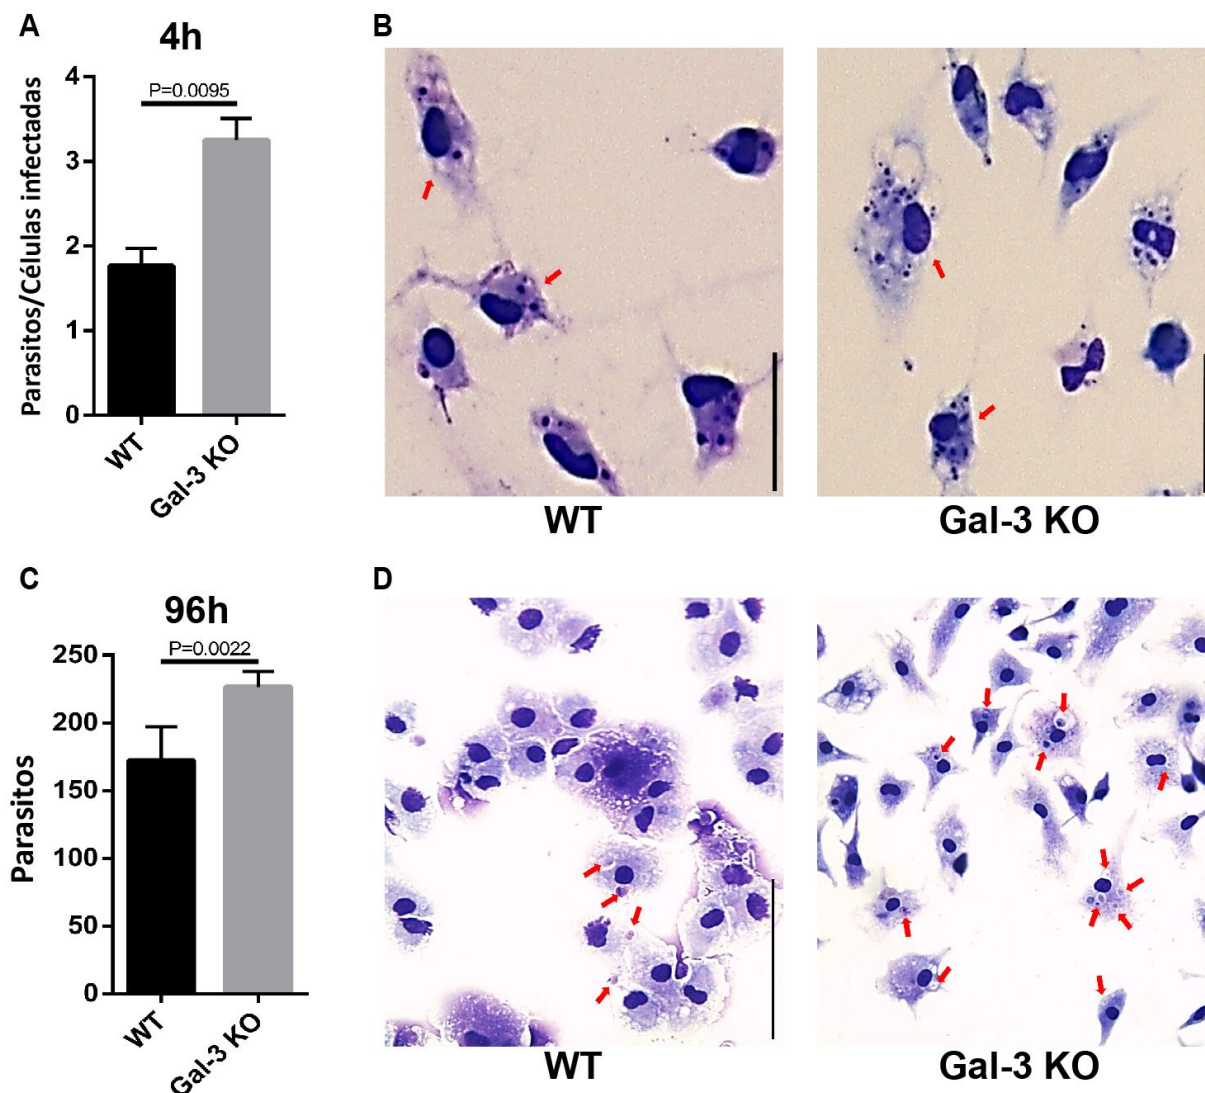 A
4h
P=0.0095
Parasitos/Células infectadas
4
3
2
1
0
WT
Gal-3 KO
B
WT
Gal-3 KO
C
96h
P=0.0022
Parasitos
250
200
150
100
50
0
WT
Gal-3 KO
D
WT
Gal-3 KO